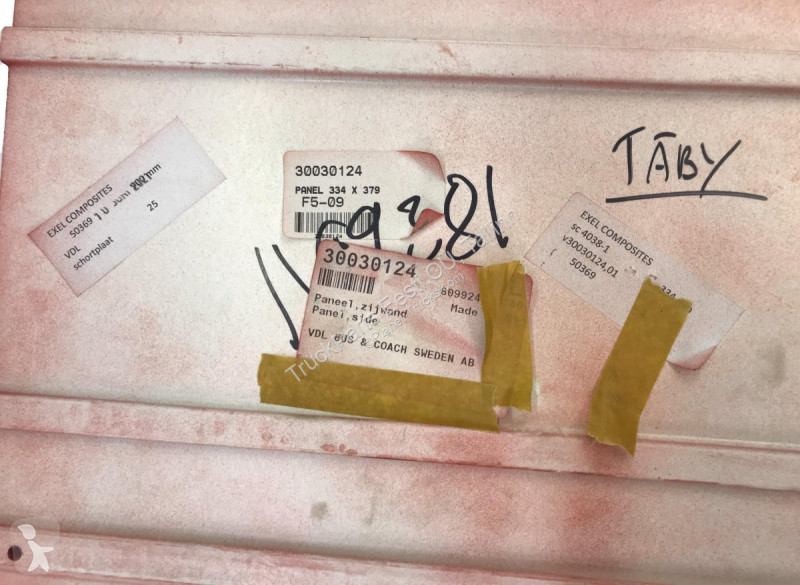 EXEL COMPOSITES
50369
VDL
schortplaat 25
30030124
PANEL 334 X 379
F5-09
TÄBY
30030124
809924
Paneel,zijwand Made
Panel,side
VDL BUS & COACH SWEDEN AB
EXEL COMPOSITES
sc 4038-1
v30030124,01
50369